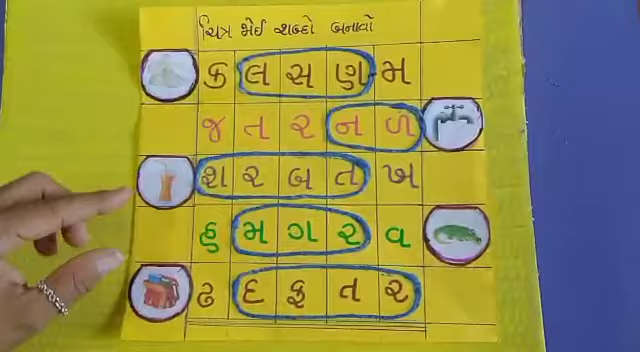 ચિત્ર જોઈ શબ્દો બનાવો
ક લ સ ણ મ
જ ત ર ન ળ
શ ર બ ત ખ
હુ મ ગ ર વ
ઢ દ ફ ત ર